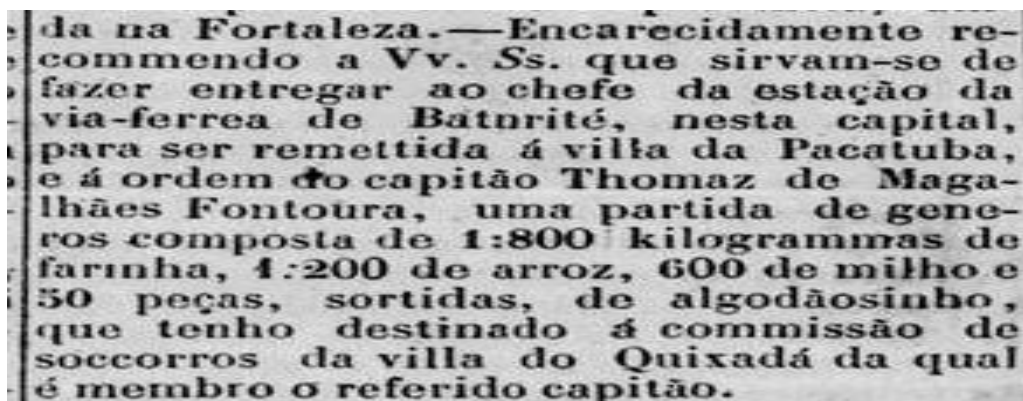 da na Fortaleza.—Encarecidamente re-
commendo a Vv. Ss. que sirvam-se de
fazer entregar ao chefe da estação da
via-ferrea de Batnrité, nesta capital,
para ser remettida á villa da Pacatuba,
e á ordem do capitão Thomaz de Maga-
lhães Fontoura, uma partida de gene-
ros composta de 1:800 kilogrammas de
farinha, 1:200 de arroz, 600 de milho e
50 peças, sortidas, de algodãosinho,
que tenho destinado á commissão de
soccorros da villa do Quixadá da qual
é membro o referido capitão.